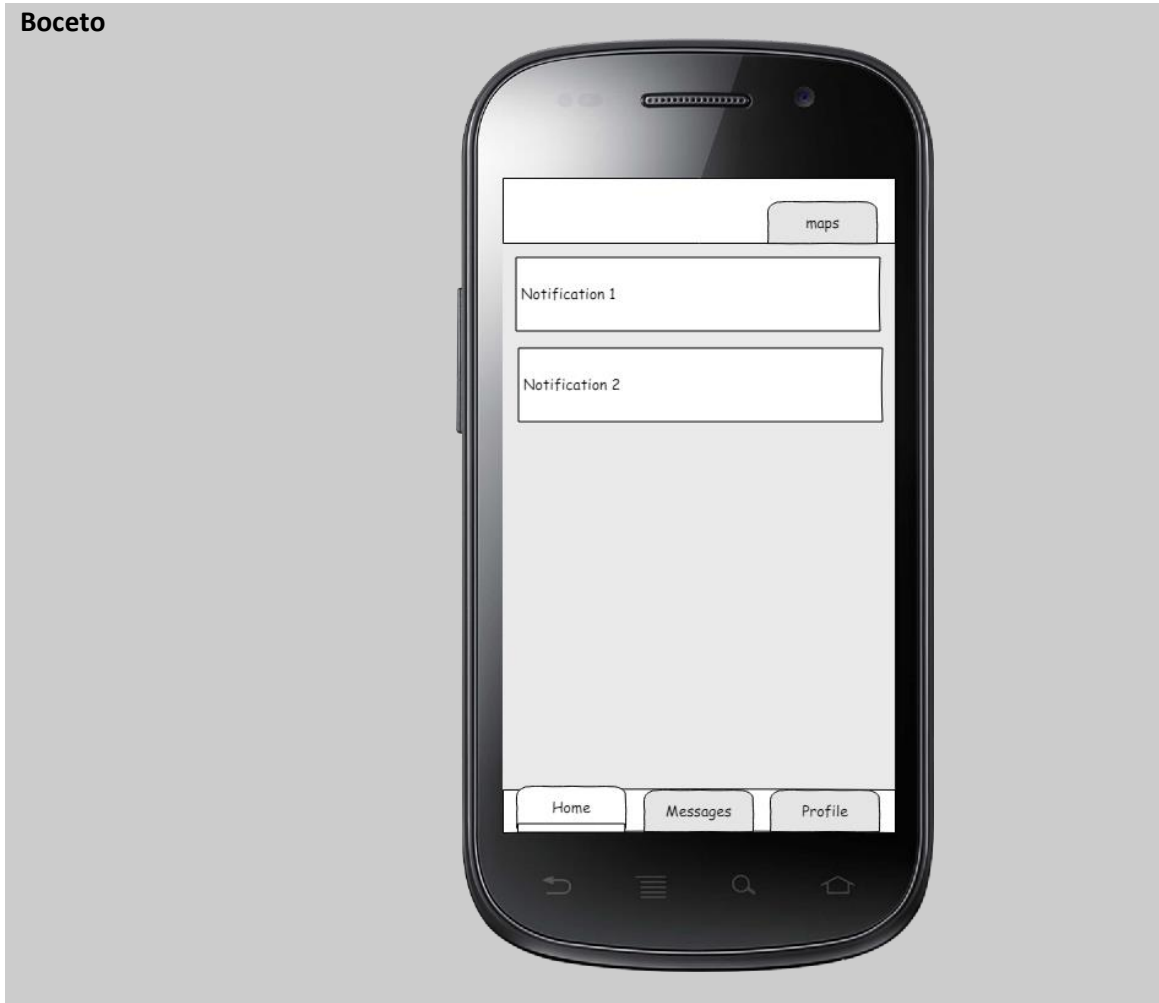 Boceto
maps
Notification 1
Notification 2
Home
Messages
Profile